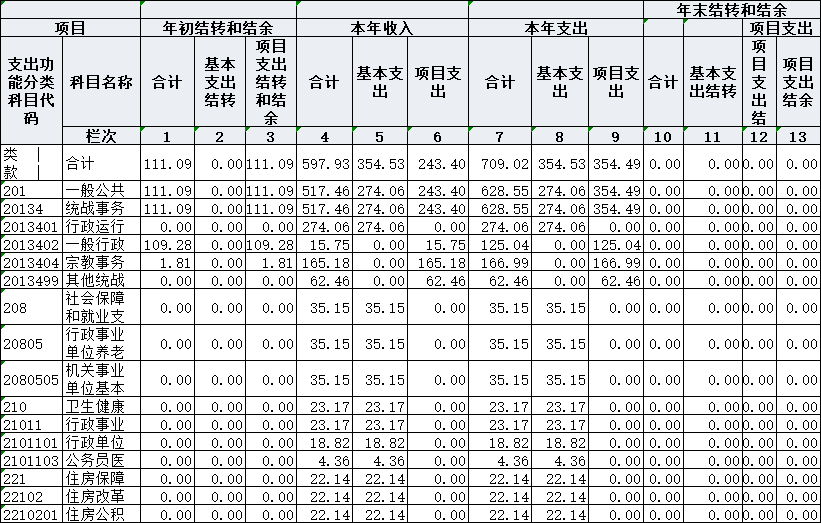 年末结转和结余
项目 年初结转和结余 本年收入 本年支出 项目支出
支出功能分类科目代码 科目名称 合计 基本支出结转 项目支出结转和结余 合计 基本支出 项目支出 合计 基本支出 项目支出 合计 基本支出结转 项目支出结 项目支出结余
栏次 1 2 3 4 5 6 7 8 9 10 11 12 13
类 款 合计 111.09 0.00 111.09 597.93 354.53 243.40 709.02 354.53 354.49 0.00 0.00 0.00 0.00
201 一般公共 111.09 0.00 111.09 517.46 274.06 243.40 628.55 274.06 354.49 0.00 0.00 0.00 0.00
20134 统战事务 111.09 0.00 111.09 517.46 274.06 243.40 628.55 274.06 354.49 0.00 0.00 0.00 0.00
2013401 行政运行 0.00 0.00 0.00 274.06 274.06 0.00 274.06 274.06 0.00 0.00 0.00 0.00 0.00
2013402 一般行政 109.28 0.00 109.28 15.75 0.00 15.75 125.04 0.00 125.04 0.00 0.00 0.00 0.00
2013404 宗教事务 1.81 0.00 1.81 165.18 0.00 165.18 166.99 0.00 166.99 0.00 0.00 0.00 0.00
2013499 其他统战 0.00 0.00 0.00 62.46 0.00 62.46 62.46 0.00 62.46 0.00 0.00 0.00 0.00
208 社会保障和就业支 0.00 0.00 0.00 35.15 35.15 0.00 35.15 35.15 0.00 0.00 0.00 0.00 0.00
20805 行政事业单位养老 0.00 0.00 0.00 35.15 35.15 0.00 35.15 35.15 0.00 0.00 0.00 0.00 0.00
2080505 机关事业单位基本 0.00 0.00 0.00 35.15 35.15 0.00 35.15 35.15 0.00 0.00 0.00 0.00 0.00
210 卫生健康 0.00 0.00 0.00 23.17 23.17 0.00 23.17 23.17 0.00 0.00 0.00 0.00 0.00
21011 行政事业 0.00 0.00 0.00 23.17 23.17 0.00 23.17 23.17 0.00 0.00 0.00 0.00 0.00
2101101 行政单位 0.00 0.00 0.00 18.82 18.82 0.00 18.82 18.82 0.00 0.00 0.00 0.00 0.00
2101103 公务员医 0.00 0.00 0.00 4.36 4.36 0.00 4.36 4.36 0.00 0.00 0.00 0.00 0.00
221 住房保障 0.00 0.00 0.00 22.14 22.14 0.00 22.14 22.14 0.00 0.00 0.00 0.00 0.00
22102 住房改革 0.00 0.00 0.00 22.14 22.14 0.00 22.14 22.14 0.00 0.00 0.00 0.00 0.00
2210201 住房公积 0.00 0.00 0.00 22.14 22.14 0.00 22.14 22.14 0.00 0.00 0.00 0.00 0.00